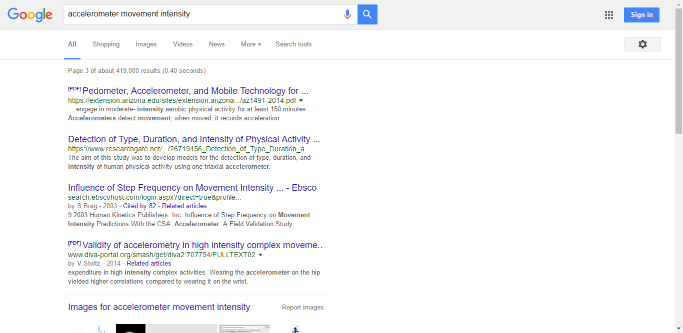 Google
accelerometer movement intensity
Sign in
All Shopping Images Videos News More Search tools
Page 3 of about 419,000 results (0.40 seconds)
[PDF] Pedometer, Accelerometer, and Mobile Technology for ...
https://extension.arizona.edu/sites/extension.arizona.../az1491-2014.pdf
... engage in moderate- intensity aerobic physical activity for at least 150 minutes
Accelerometers detect movement, when moved, it records acceleration
Detection of Type, Duration, and Intensity of Physical Activity ...
https://www.researchgate.net/.../26719456_Detection_of_Type_Duration_a
The aim of this study was to develop models for the detection of type, duration, and
intensity of human physical activity using one triaxial accelerometer.
Influence of Step Frequency on Movement Intensity ... - Ebsco
search.ebscohost.com/login.aspx?direct=true&profile...
by S Brag - 2003 - Cited by 82 - Related articles
9 2003 Human Kinetics Publishers. Inc. Influence of Step Frequency on Movement
Intensity Predictions With the CSA. Accelerometer. A Field Validation Study
[PDF] Validity of accelerometry in high intensity complex moveme..
www.diva-portal.org/smash/get/diva2:707754/FULLTEXT02
by V Stoltz - 2014 - Related articles
expenditure in high intensity complex activities. Wearing the accelerometer on the hip
yielded higher correlations compared to wearing it on the wrist.
Images for accelerometer movement intensity Report images